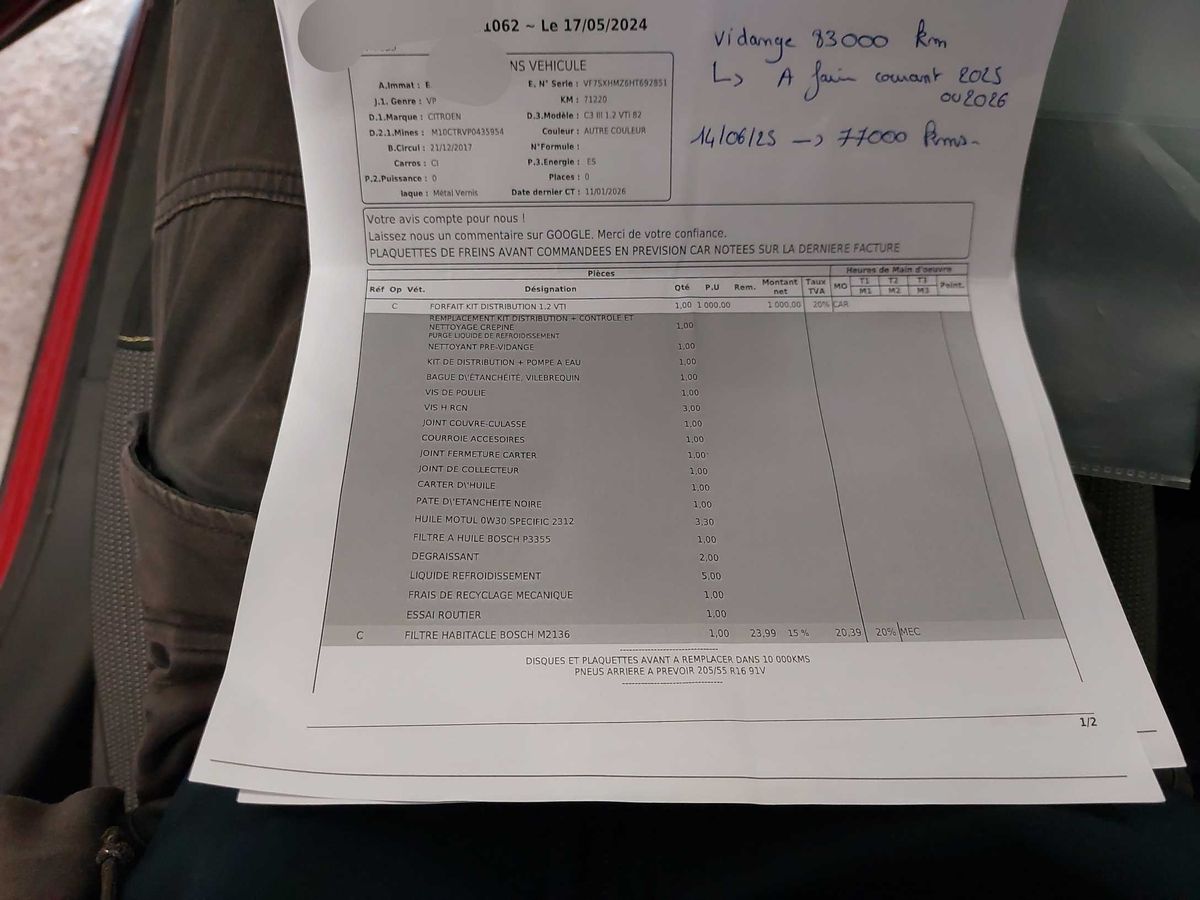 1062 ~ Le 17/05/2024
Vidange 83000 km
↳ A faire courant 2025
ou 2026
14/06/25 → 77000 kms.
NS VEHICULE
A.Immat : E E. N° Serie : VF7SXHMZ6HT692851
J.1. Genre : VP KM : 71220
D.1.Marque : CITROEN D.3.Modèle : C3 III 1.2 VTI 82
D.2.1.Mines : M10CTRVP0435954 Couleur : AUTRE COULEUR
B.Circul : 21/12/2017 N°Formule :
Carros : CI P.3.Energie : ES
P.2.Puissance : 0 Places : 0
laque : Métal Vernis Date dernier CT : 11/01/2026
Votre avis compte pour nous !
Laissez nous un commentaire sur GOOGLE. Merci de votre confiance.
PLAQUETTES DE FREINS AVANT COMMANDEES EN PREVISION CAR NOTEES SUR LA DERNIERE FACTURE
Pièces Heures de Main d'oeuvre
Réf Op Vét. Désignation Qté P.U Rem. Montant net Taux TVA MO T1 T2 T3 Peint.
M1 M2 M3
C FORFAIT KIT DISTRIBUTION 1.2 VTI 1,00 1 000,00 1 000,00 20% CAR
REMPLACEMENT KIT DISTRIBUTION + CONTROLE ET
NETTOYAGE CREPINE 1,00
PURGE LIQUIDE DE REFROIDISSEMENT
NETTOYANT PRE-VIDANGE 1,00
KIT DE DISTRIBUTION + POMPE A EAU 1,00
BAGUE D\'ÉTANCHÉITÉ, VILEBREQUIN 1,00
VIS DE POULIE 1,00
VIS H RCN 3,00
JOINT COUVRE-CULASSE 1,00
COURROIE ACCESOIRES 1,00
JOINT FERMETURE CARTER 1,00
JOINT DE COLLECTEUR 1,00
CARTER D\'HUILE 1,00
PATE D\'ETANCHEITE NOIRE 1,00
HUILE MOTUL 0W30 SPECIFIC 2312 3,30
FILTRE A HUILE BOSCH P3355 1,00
DEGRAISSANT 2,00
LIQUIDE REFROIDISSEMENT 5,00
FRAIS DE RECYCLAGE MECANIQUE 1,00
ESSAI ROUTIER 1,00
C FILTRE HABITACLE BOSCH M2136 1,00 23,99 15 % 20,39 20% MEC
DISQUES ET PLAQUETTES AVANT A REMPLACER DANS 10 000KMS
PNEUS ARRIERE A PREVOIR 205/55 R16 91V
1/2